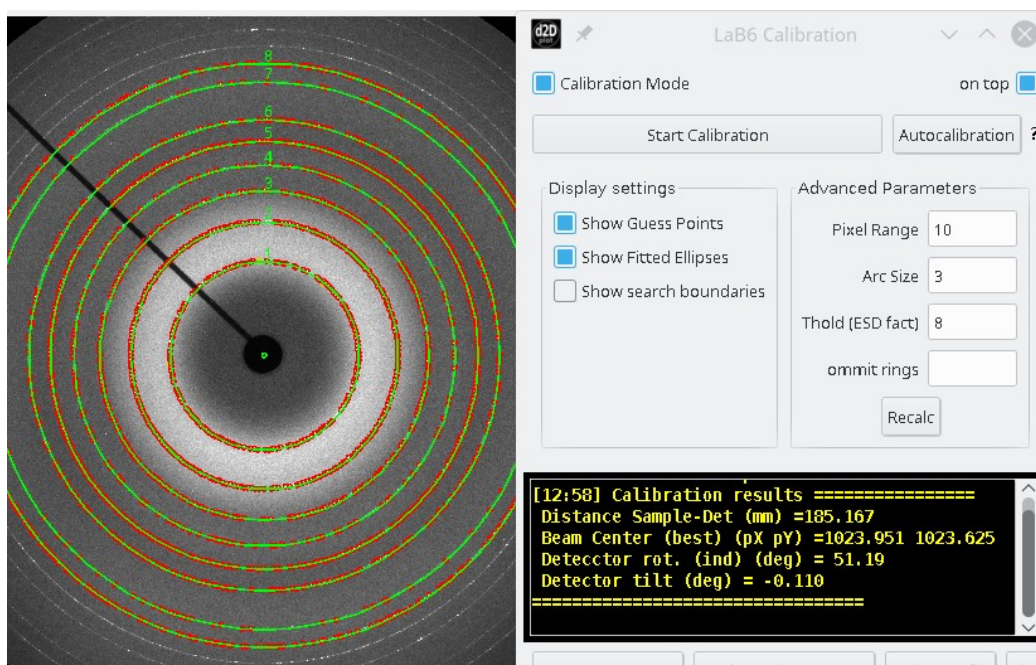 8
7
6
5
4
3
2
1
d2D
plot
LaB6 Calibration
Calibration Mode
on top
Start Calibration
Autocalibration
?
Display settings
Show Guess Points
Show Fitted Ellipses
Show search boundaries
Advanced Parameters
Pixel Range 10
Arc Size 3
Thold (ESD fact) 8
ommit rings
Recalc
[12:58] Calibration results ================
Distance Sample-Det (mm) =185.167
Beam Center (best) (pX pY) =1023.951 1023.625
Detecctor rot. (ind) (deg) = 51.19
Detector tilt (deg) = -0.110
=================================